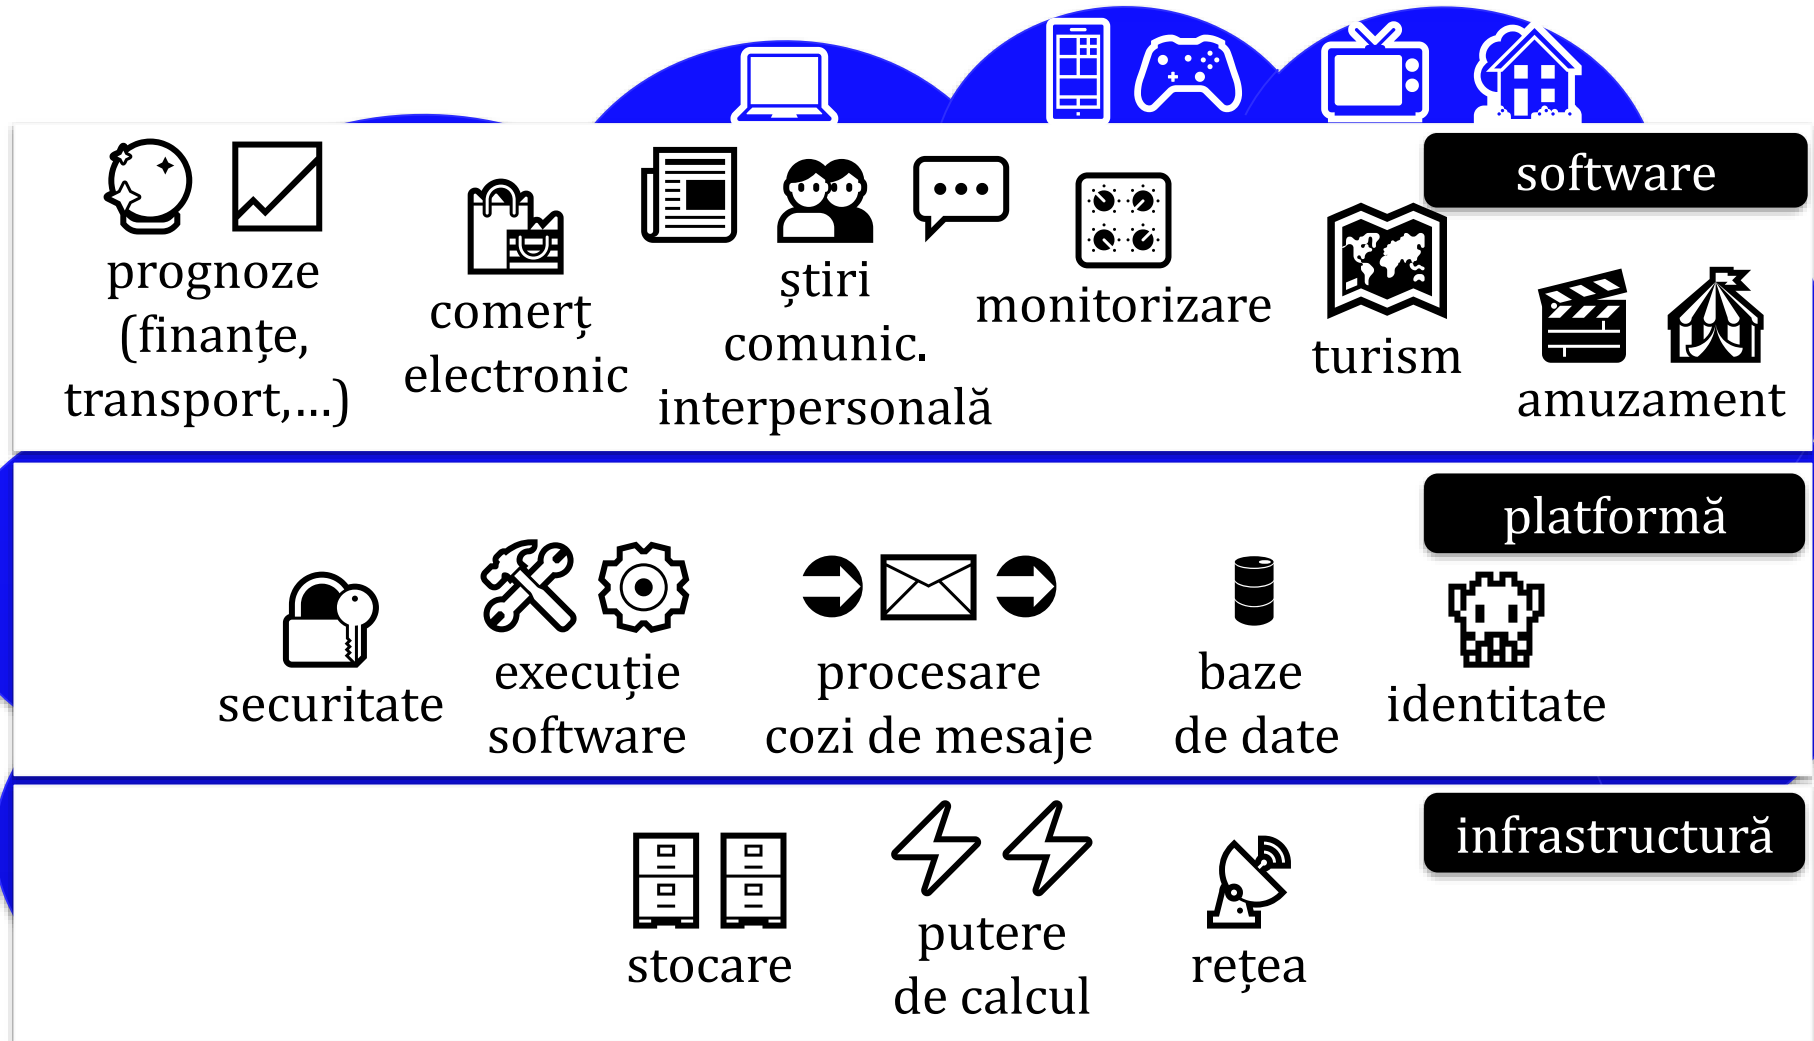 software
prognoze
(finanțe,
transport,...)
comerț
electronic
știri
comunic.
interpersonală
monitorizare
turism
amuzament
platformă
securitate
execuție
software
procesare
cozi de mesaje
baze
de date
identitate
infrastructură
stocare
putere
de calcul
rețea